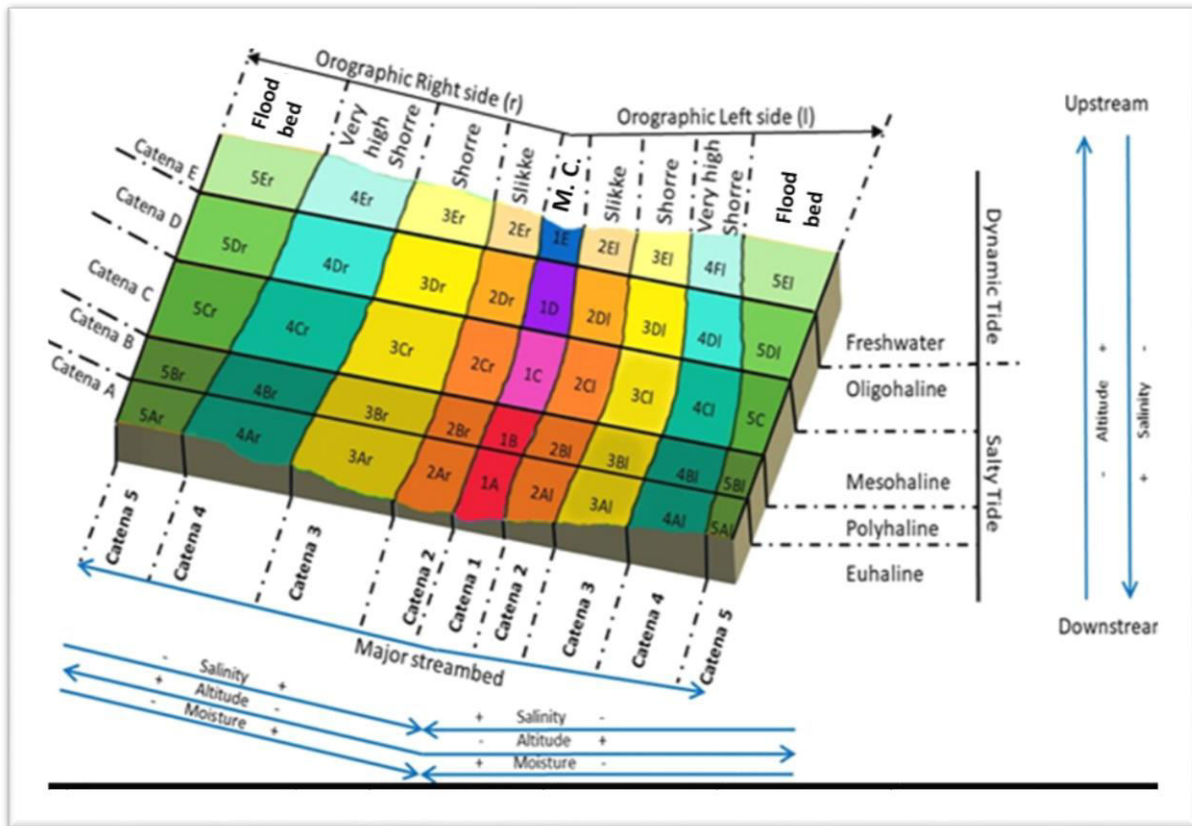 Orographic Right side (r)
Orographic Left side (l)
Upstream
Flood
bed
Very
high
Shorre
Shorre
Slikke
M. C.
Slikke
Shorre
Very high
Shorre
Flood
bed
Catena E
Catena D
Catena C
Catena B
Catena A
5Er
4Er
3Er
2Er
1E
2El
3El
4Fl
5El
5Dr
4Dr
3Dr
2Dr
1D
2Dl
3Dl
4Dl
5Dl
5Cr
4Cr
3Cr
2Cr
1C
2Cl
3Cl
4Cl
5C
5Br
4Br
3Br
2Br
1B
2Bl
3Bl
4Bl
5Bl
5Ar
4Ar
3Ar
2Ar
1A
2Al
3Al
4Al
5Al
Freshwater
Oligohaline
Mesohaline
Polyhaline
Euhaline
Dynamic Tide
Salty Tide
- Altitude +
- Salinity +
Downstrear
Catena 5
Catena 4
Catena 3
Catena 2
Catena 1
Catena 2
Catena 3
Catena 4
Catena 5
Major streambed
- Salinity +
+ Altitude -
- Moisture +
+ Salinity -
- Altitude +
+ Moisture -